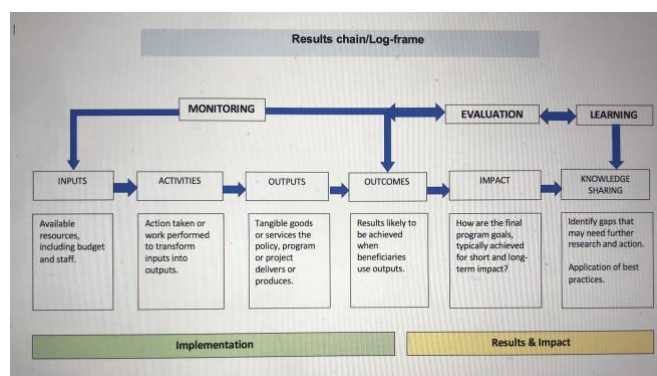 Results chain/Log-frame
MONITORING
EVALUATION
LEARNING
INPUTS
ACTIVITIES
OUTPUTS
OUTCOMES
IMPACT
KNOWLEDGE
SHARING
Available
resources,
including budget
and staff.
Action taken or
work performed
to transform
inputs into
outputs.
Tangible goods
or services the
policy, program
or project
delivers or
produces.
Results likely to
be achieved
when
beneficiaries
use outputs.
How are the final
program goals,
typically achieved
for short and long-
term impact?
Identify gaps that
may need further
research and action.
Application of best
practices.
Implementation
Results & Impact